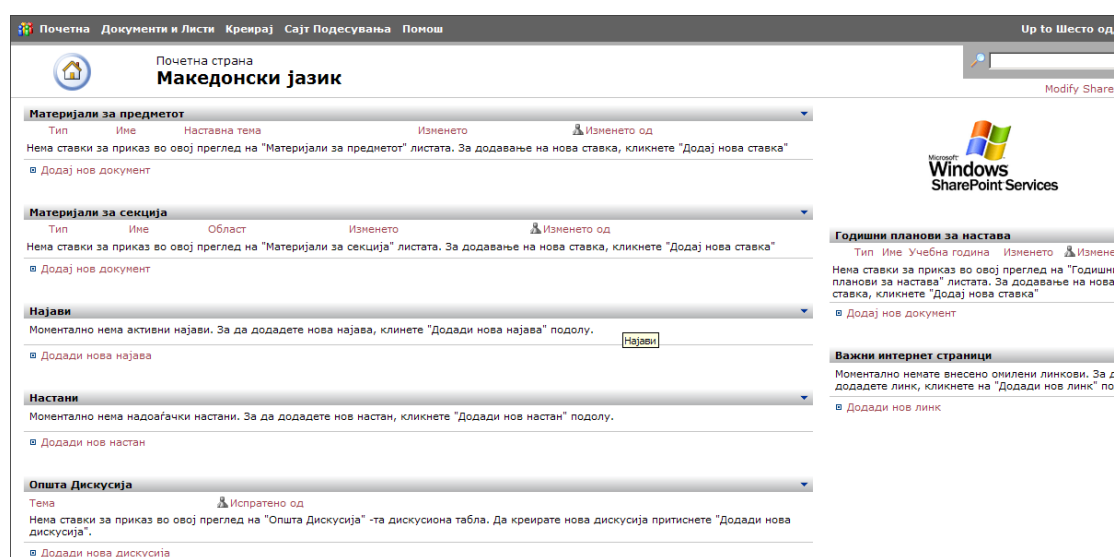 Почетна Документи и Листи Креирај Сајт Подесувања Помош
Up to Шесто од
Почетна страна
Македонски јазик
Modify Share
Материјали за предметот
Тип Име Наставна тема Изменето Изменето од
Нема ставки за приказ во овој преглед на "Материјали за предметот" листата. За додавање на нова ставка, кликнете "Додај нова ставка"
Додај нов документ
Материјали за секција
Тип Име Област Изменето Изменето од
Нема ставки за приказ во овој преглед на "Материјали за секција" листата. За додавање на нова ставка, кликнете "Додај нова ставка"
Додај нов документ
Најави
Моментално нема активни најави. За да додадете нова најава, клинете "Додади нова најава" подолу.
Најави
Додади нова најава
Настани
Моментално нема надоаѓачки настани. За да додадете нов настан, кликнете "Додади нов настан" подолу.
Додади нов настан
Општа Дискусија
Тема Испратено од
Нема ставки за приказ во овој преглед на "Општа Дискусија" -та дискусиона табла. Да креирате нова дискусија притиснете "Додади нова
дискусија".
Додади нова дискусија
Microsoft
Windows
SharePoint Services
Годишни планови за настава
Тип Име Учебна година Изменето Измене
Нема ставки за приказ во овој преглед на "Годишни
планови за настава" листата. За додавање на нова
ставка, кликнете "Додај нова ставка"
Додај нов документ
Важни интернет страници
Моментално немате внесено омилени линкови. За д
додадете линк, кликнете на "Додади нов линк" по
Додади нов линк